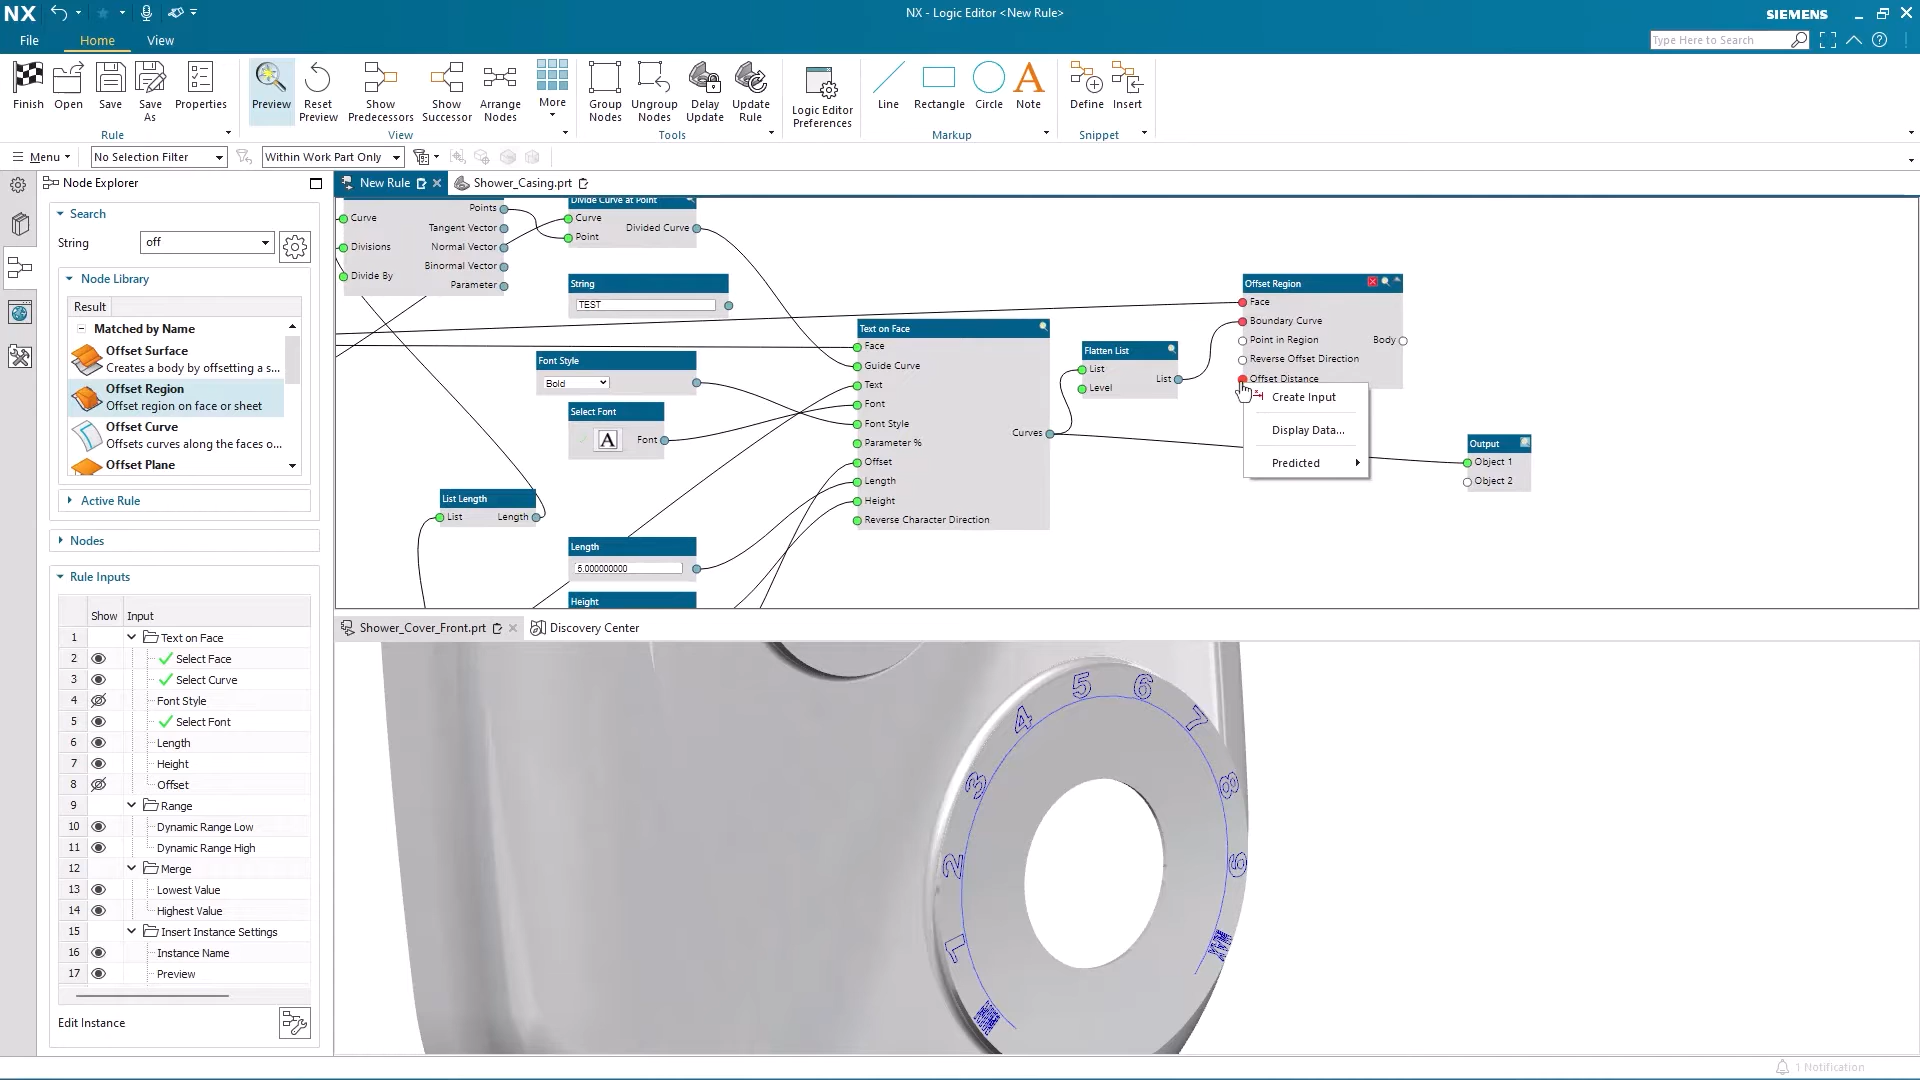 NX
NX - Logic Editor <New Rule>
SIEMENS
File
Home
View
Type Here to Search
Finish
Open
Save
Save As
Properties
Preview
Reset Preview
Show Predecessors
Show Successor
Arrange Nodes
More
Group Nodes
Ungroup Nodes
Delay Update
Update Rule
Logic Editor Preferences
Line
Rectangle
Circle
Note
Define
Insert
Rule
View
Tools
Markup
Snippet
Menu
No Selection Filter
Within Work Part Only
Node Explorer
Search
String
off
Node Library
Result
Matched by Name
Offset Surface
Creates a body by offsetting a s...
Offset Region
Offset region on face or sheet
Offset Curve
Offsets curves along the faces o...
Offset Plane
Active Rule
Nodes
Rule Inputs
Show
Input
1 Text on Face
2 Select Face
3 Select Curve
4 Font Style
5 Select Font
6 Length
7 Height
8 Offset
9 Range
10 Dynamic Range Low
11 Dynamic Range High
12 Merge
13 Lowest Value
14 Highest Value
15 Insert Instance Settings
16 Instance Name
17 Preview
Edit Instance
New Rule
Shower_Casing.prt
Points
Curve
Tangent Vector
Divisions
Normal Vector
Binormal Vector
Divide By
Parameter
Divide Curve at Point
Curve
Point
Divided Curve
String
TEST
Font Style
Bold
Select Font
A
Font
List Length
List
Length
Length
5.000000000
Height
Text on Face
Face
Guide Curve
Text
Font
Font Style
Parameter %
Curves
Offset
Length
Height
Reverse Character Direction
Flatten List
List
Level
List
Offset Region
Face
Boundary Curve
Point in Region
Body
Reverse Offset Direction
Offset Distance
Create Input
Display Data...
Predicted
Output
Object 1
Object 2
Shower_Cover_Front.prt
Discovery Center
5
6
4
7
3
8
2
9
1
MAX
1 Notification